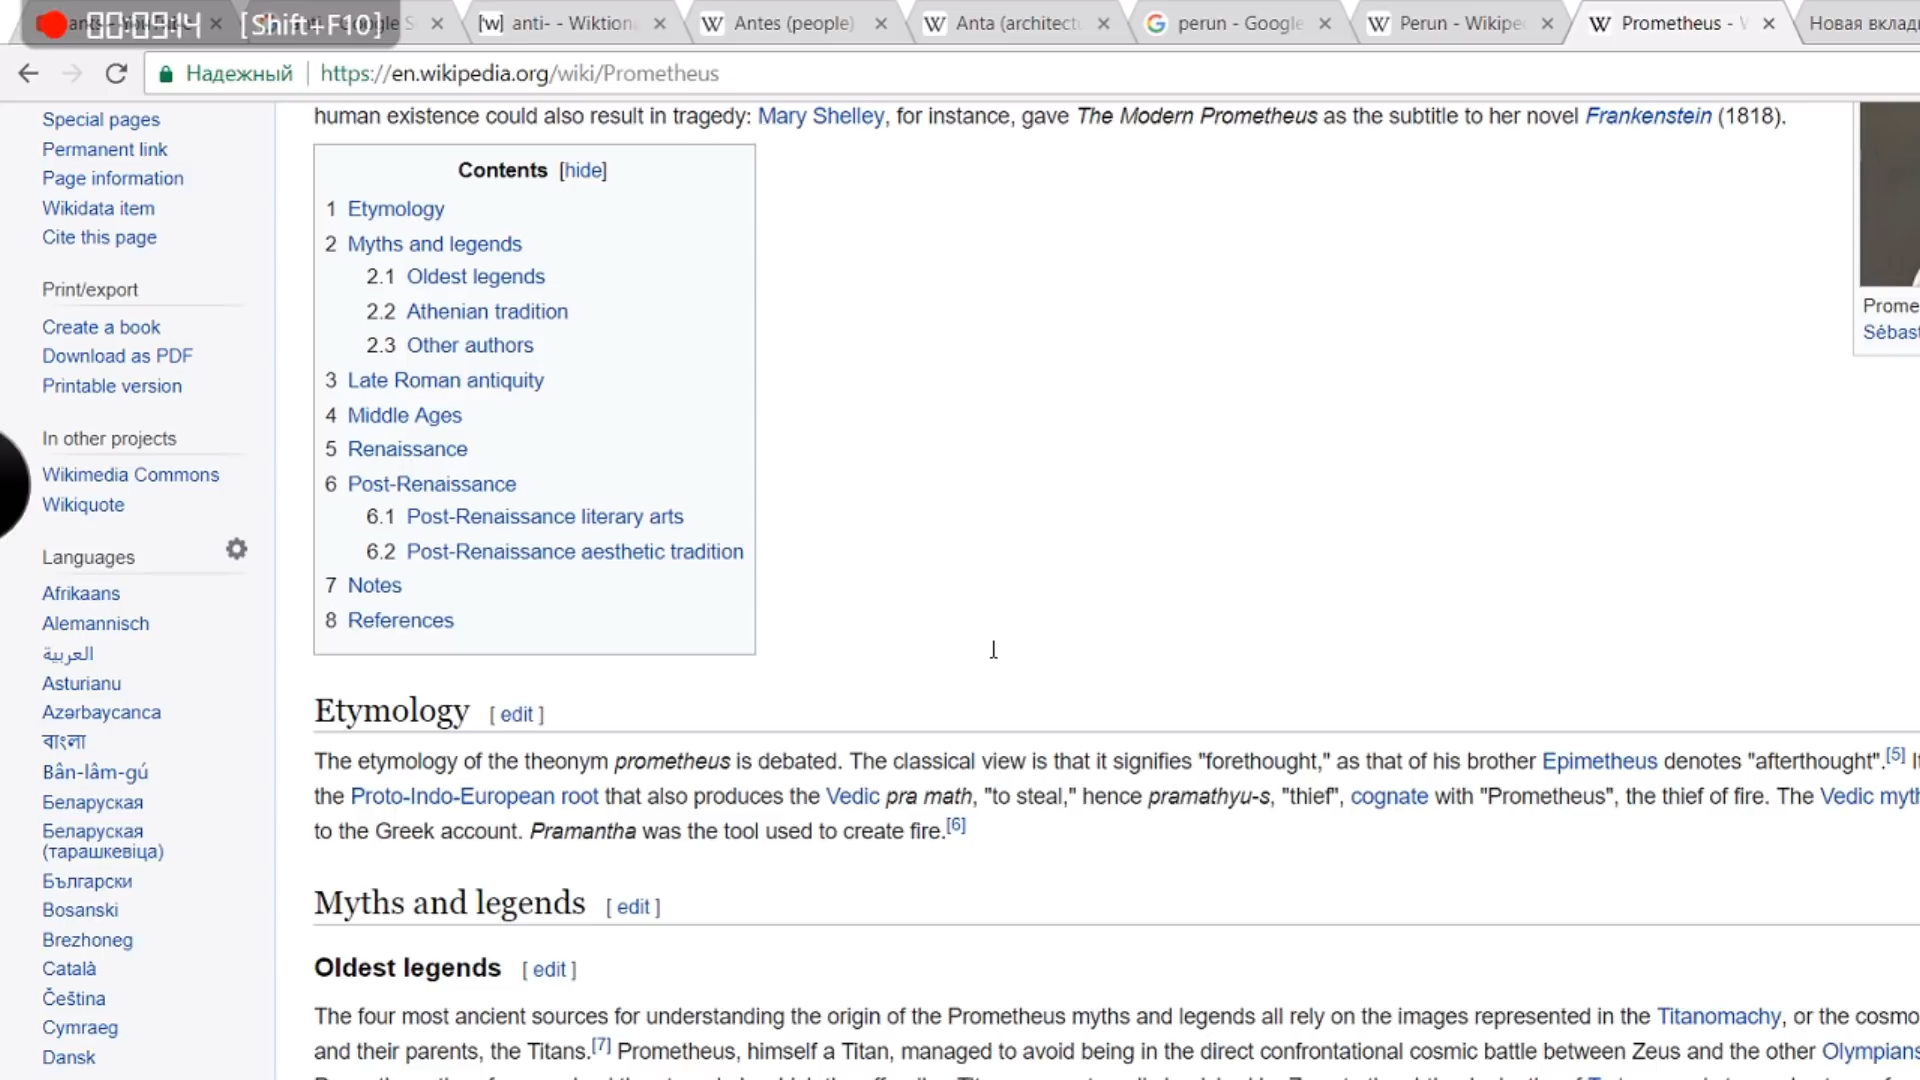 00:09:44 [Shift+F10]
anti- - Wiktion
Antes (people)
Anta (architectu
perun - Google
Perun - Wikipe
Prometheus - W
Новая вклад
Надежный
https://en.wikipedia.org/wiki/Prometheus
human existence could also result in tragedy: Mary Shelley, for instance, gave The Modern Prometheus as the subtitle to her novel Frankenstein (1818).
Special pages
Permanent link
Page information
Wikidata item
Cite this page
Print/export
Create a book
Download as PDF
Printable version
In other projects
Wikimedia Commons
Wikiquote
Languages
Afrikaans
Alemannisch
العربية
Asturianu
Azərbaycanca
বাংলা
Bân-lâm-gú
Беларуская
Беларуская
(тарашкевіца)
Български
Bosanski
Brezhoneg
Català
Čeština
Cymraeg
Dansk
Contents [hide]
1 Etymology
2 Myths and legends
2.1 Oldest legends
2.2 Athenian tradition
2.3 Other authors
3 Late Roman antiquity
4 Middle Ages
5 Renaissance
6 Post-Renaissance
6.1 Post-Renaissance literary arts
6.2 Post-Renaissance aesthetic tradition
7 Notes
8 References
Prome
Sébast
Etymology [ edit ]
The etymology of the theonym prometheus is debated. The classical view is that it signifies "forethought," as that of his brother Epimetheus denotes "afterthought".[5] It
the Proto-Indo-European root that also produces the Vedic pra math, "to steal," hence pramathyu-s, "thief", cognate with "Prometheus", the thief of fire. The Vedic myth
to the Greek account. Pramantha was the tool used to create fire.[6]
Myths and legends [ edit ]
Oldest legends [ edit ]
The four most ancient sources for understanding the origin of the Prometheus myths and legends all rely on the images represented in the Titanomachy, or the cosmo
and their parents, the Titans.[7] Prometheus, himself a Titan, managed to avoid being in the direct confrontational cosmic battle between Zeus and the other Olympians